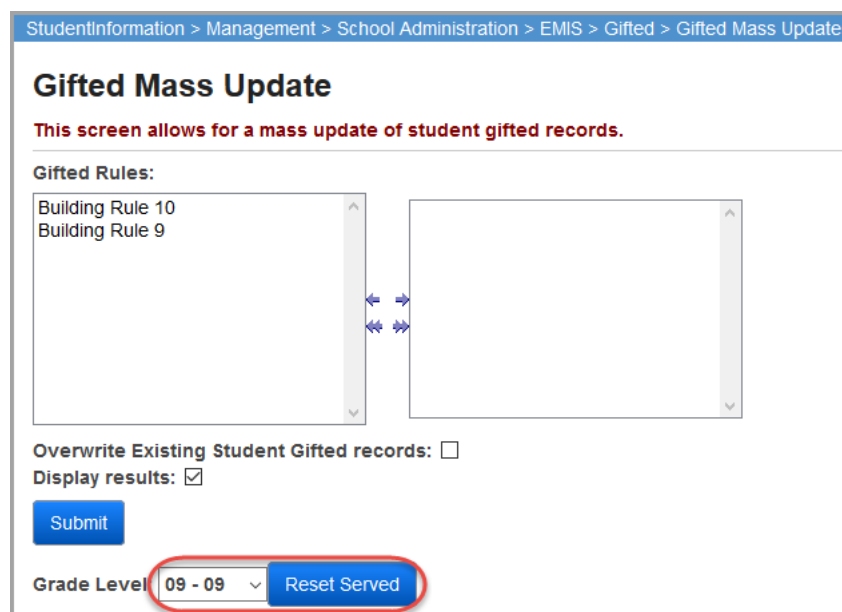 StudentInformation > Management > School Administration > EMIS > Gifted > Gifted Mass Update
Gifted Mass Update
This screen allows for a mass update of student gifted records.
Gifted Rules:
Building Rule 10
Building Rule 9
Overwrite Existing Student Gifted records:
Display results:
Submit
Grade Level 09 - 09 Reset Served